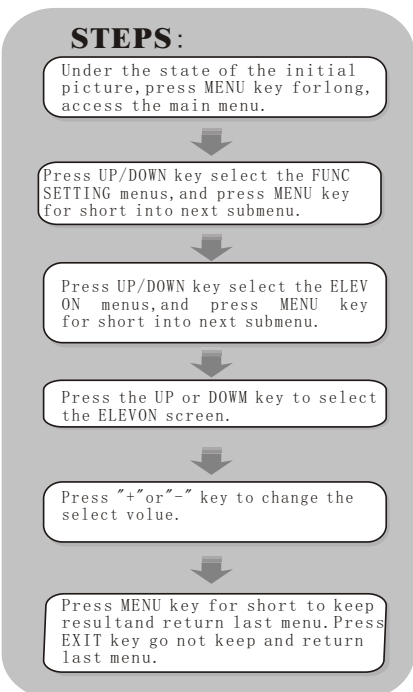 STEPS:
Under the state of the initial
picture,press MENU key forlong,
access the main menu.
Press UP/DOWN key select the FUNC
SETTING menus,and press MENU key
for short into next submenu.
Press UP/DOWN key select the ELEV
ON menus,and press MENU key
for short into next submenu.
Press the UP or DOWM key to select
the ELEVON screen.
Press ″+″or″-″ key to change the
select volue.
Press MENU key for short to keep
resultand return last menu.Press
EXIT key go not keep and return
last menu.